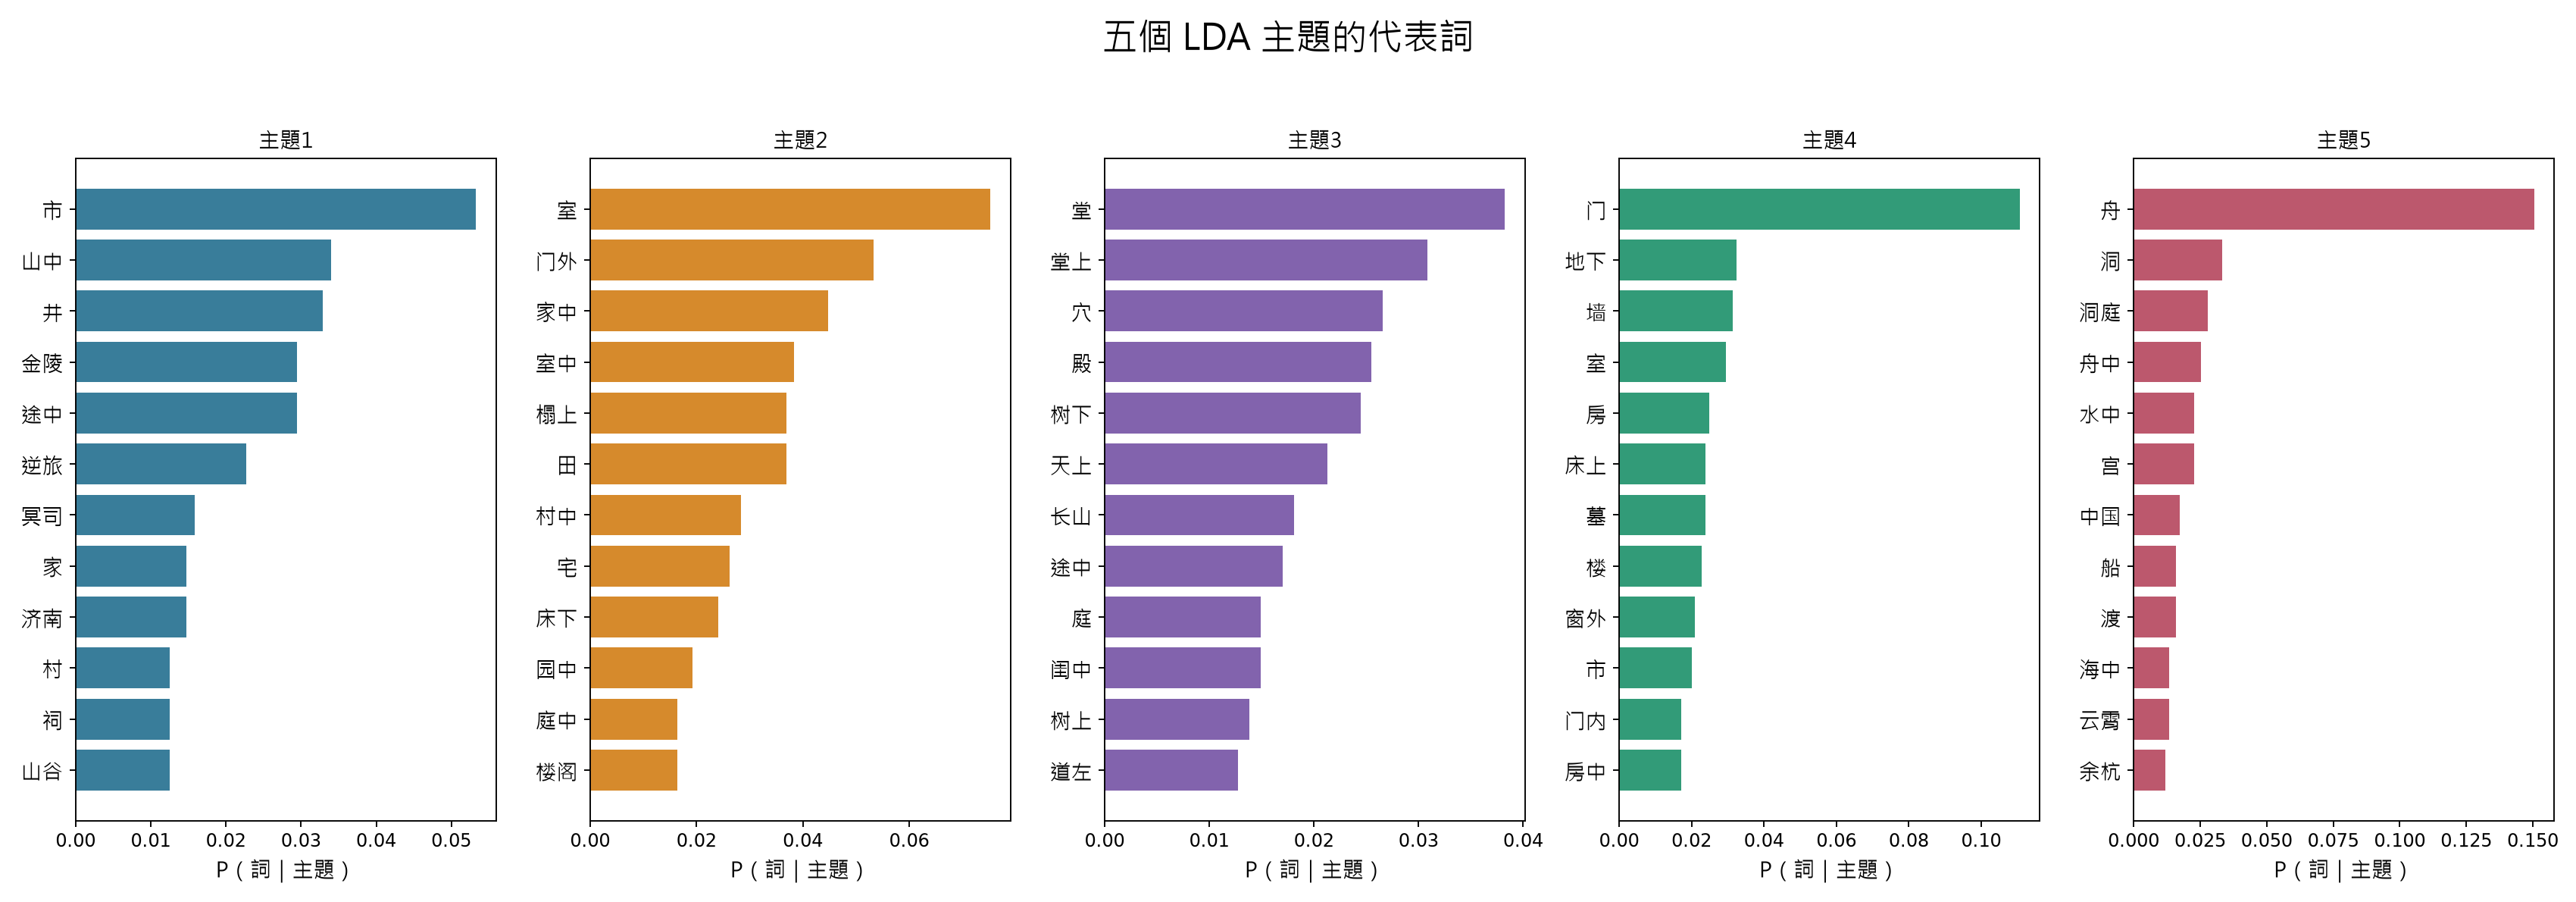 五個 LDA 主題的代表詞
主題1
市
山中
井
金陵
途中
逆旅
冥司
家
济南
村
祠
山谷
0.00 0.01 0.02 0.03 0.04 0.05
P ( 詞 | 主題 )
主題2
室
门外
家中
室中
榻上
田
村中
宅
床下
园中
庭中
楼阁
0.00 0.02 0.04 0.06
P ( 詞 | 主題 )
主題3
堂
堂上
穴
殿
树下
天上
长山
途中
庭
闺中
树上
道左
0.00 0.01 0.02 0.03 0.04
P ( 詞 | 主題 )
主題4
门
地下
墙
室
房
床上
墓
楼
窗外
市
门内
房中
0.00 0.02 0.04 0.06 0.08 0.10
P ( 詞 | 主題 )
主題5
舟
洞
洞庭
舟中
水中
宫
中国
船
渡
海中
云霄
余杭
0.000 0.025 0.050 0.075 0.100 0.125 0.150
P ( 詞 | 主題 )